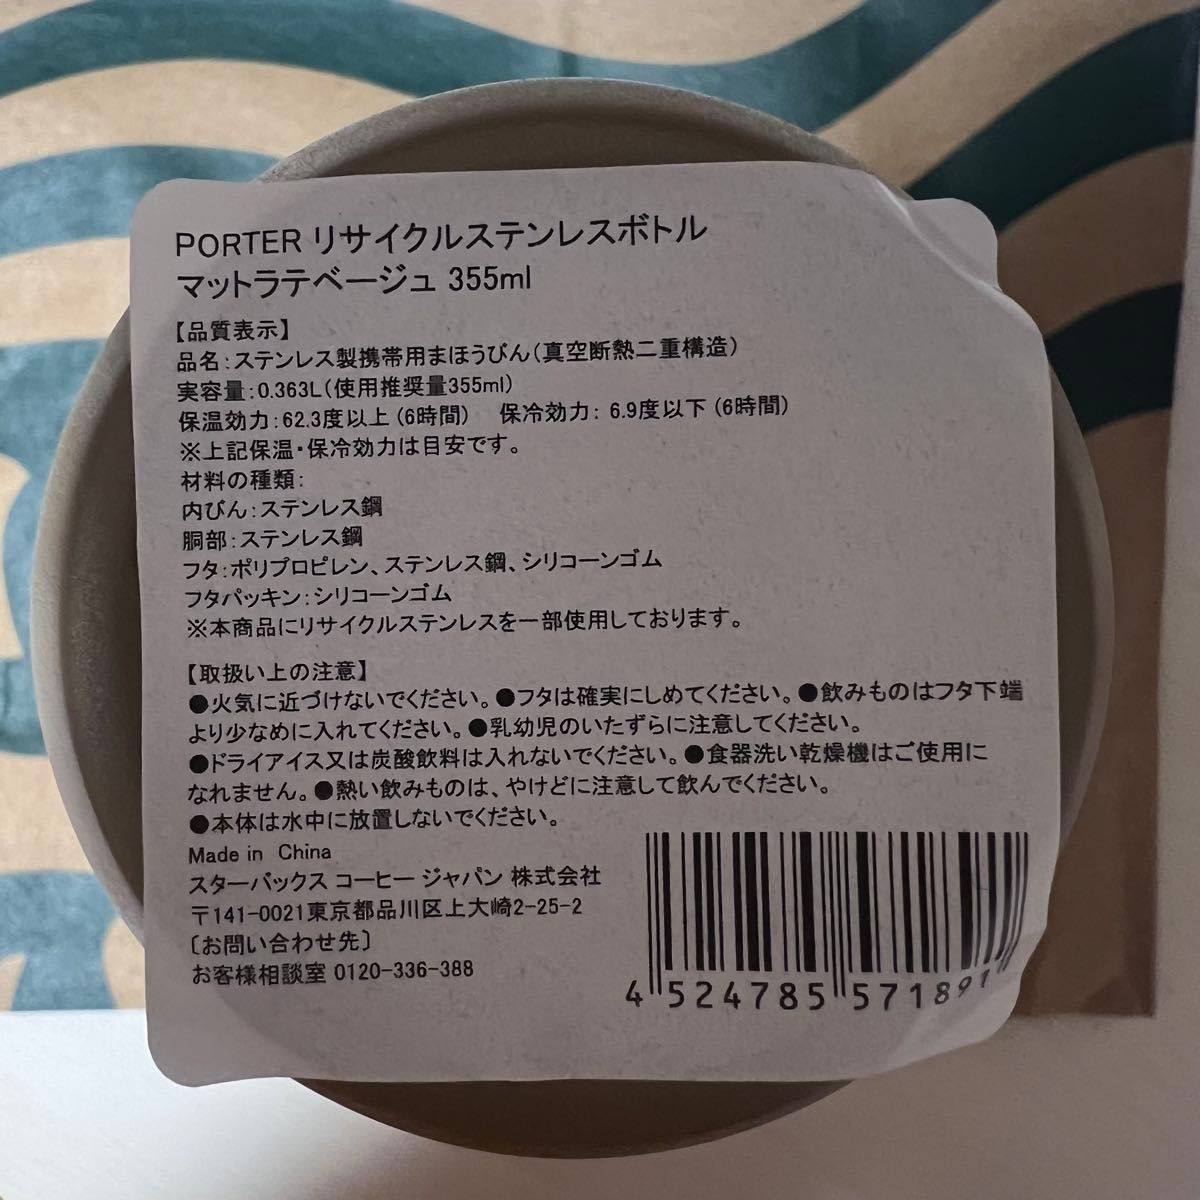 PORTER リサイクルステンレスボトル
マットラテベージュ 355ml
【品質表示】
品名:ステンレス製携帯用まほうびん(真空断熱二重構造)
実容量:0.363L(使用推奨量355ml)
保温効力:62.3度以上(6時間) 保冷効力: 6.9度以下(6時間)
※上記保温・保冷効力は目安です。
材料の種類:
内びん:ステンレス鋼
胴部:ステンレス鋼
フタ:ポリプロピレン、ステンレス鋼、シリコーンゴム
フタパッキン:シリコーンゴム
※本商品にリサイクルステンレスを一部使用しております。
【取扱い上の注意】
●火気に近づけないでください。●フタは確実にしめてください。●飲みものはフタ下端
より少なめに入れてください。●乳幼児のいたずらに注意してください。
●ドライアイス又は炭酸飲料は入れないでください。●食器洗い乾燥機はご使用に
なれません。●熱い飲みものは、やけどに注意して飲んでください。
●本体は水中に放置しないでください。
Made in China
スターバックス コーヒー ジャパン 株式会社
〒141-0021東京都品川区上大崎2-25-2
〔お問い合わせ先〕
お客様相談室 0120-336-388
4 524785 571891